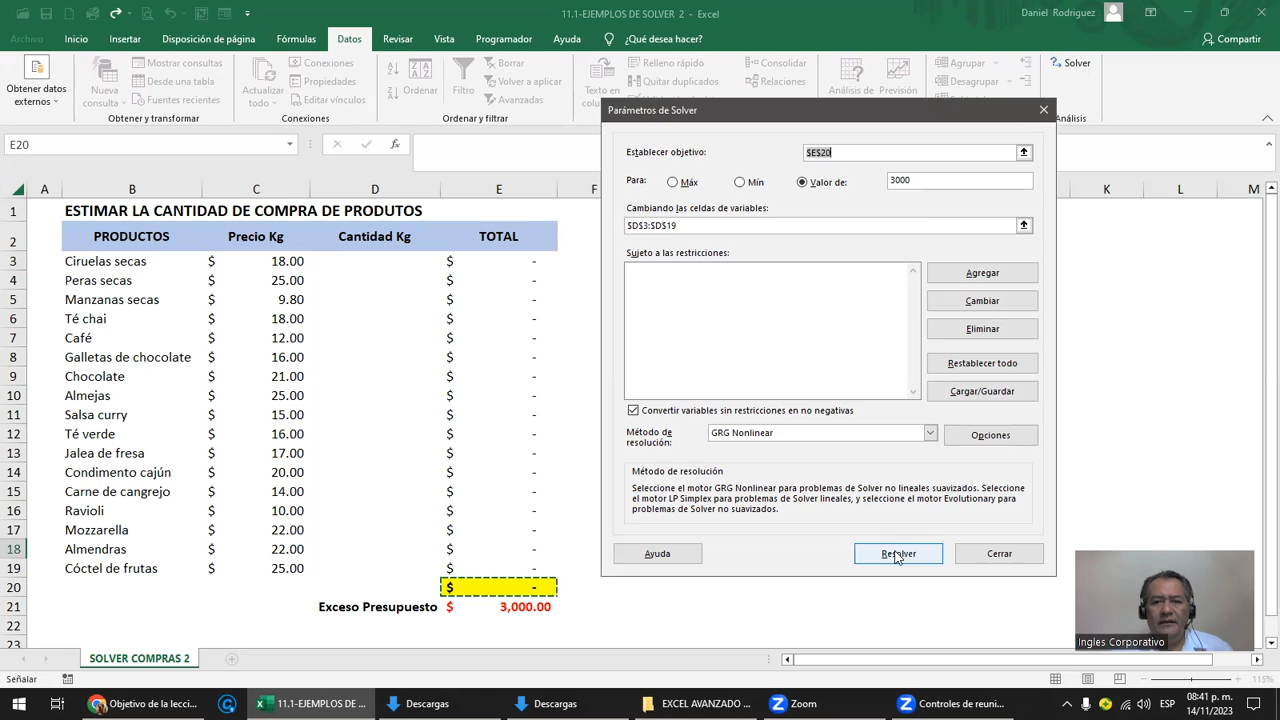 11.1-EJEMPLOS DE SOLVER 2 - Excel
Daniel Rodriguez
Archivo Inicio Insertar Disposición de página Fórmulas Datos Revisar Vista Programador Ayuda ¿Qué desea hacer? Compartir
Obtener datos externos
Nueva consulta
Mostrar consultas
Desde una tabla
Fuentes recientes
Obtener y transformar
Actualizar todo
Conexiones
Propiedades
Editar vínculos
Conexiones
Ordenar
Filtro
Borrar
Volver a aplicar
Avanzadas
Ordenar y filtrar
Texto en
Relleno rápido
Quitar duplicados
Consolidar
Relaciones
Análisis de
Previsión
Agrupar
Desagrupar
Subtotal
Solver
Análisis
E20
fx
A B C D E F K L M
1 ESTIMAR LA CANTIDAD DE COMPRA DE PRODUTOS
2 PRODUCTOS Precio Kg Cantidad Kg TOTAL
3 Ciruelas secas $ 18.00 $ -
4 Peras secas $ 25.00 $ -
5 Manzanas secas $ 9.80 $ -
6 Té chai $ 18.00 $ -
7 Café $ 12.00 $ -
8 Galletas de chocolate $ 16.00 $ -
9 Chocolate $ 21.00 $ -
10 Almejas $ 25.00 $ -
11 Salsa curry $ 15.00 $ -
12 Té verde $ 16.00 $ -
13 Jalea de fresa $ 17.00 $ -
14 Condimento cajún $ 20.00 $ -
15 Carne de cangrejo $ 14.00 $ -
16 Ravioli $ 10.00 $ -
17 Mozzarella $ 22.00 $ -
18 Almendras $ 22.00 $ -
19 Cóctel de frutas $ 25.00 $ -
20 $ -
21 Exceso Presupuesto $ 3,000.00
22
23
Parámetros de Solver
Establecer objetivo: $E$20
Para: Máx Mín Valor de: 3000
Cambiando las celdas de variables:
$D$3:$D$19
Sujeto a las restricciones:
Agregar
Cambiar
Eliminar
Restablecer todo
Cargar/Guardar
Convertir variables sin restricciones en no negativas
Método de resolución: GRG Nonlinear Opciones
Método de resolución
Seleccione el motor GRG Nonlinear para problemas de Solver no lineales suavizados. Seleccione
el motor LP Simplex para problemas de Solver lineales, y seleccione el motor Evolutionary para
problemas de Solver no suavizados.
Ayuda Resolver Cerrar
Ingles Corporativo
SOLVER COMPRAS 2
Señalar
115%
Objetivo de la lecci...
11.1-EJEMPLOS DE ...
Descargas
Descargas
EXCEL AVANZADO ...
Zoom
Controles de reuni...
ESP
08:41 p. m.
14/11/2023